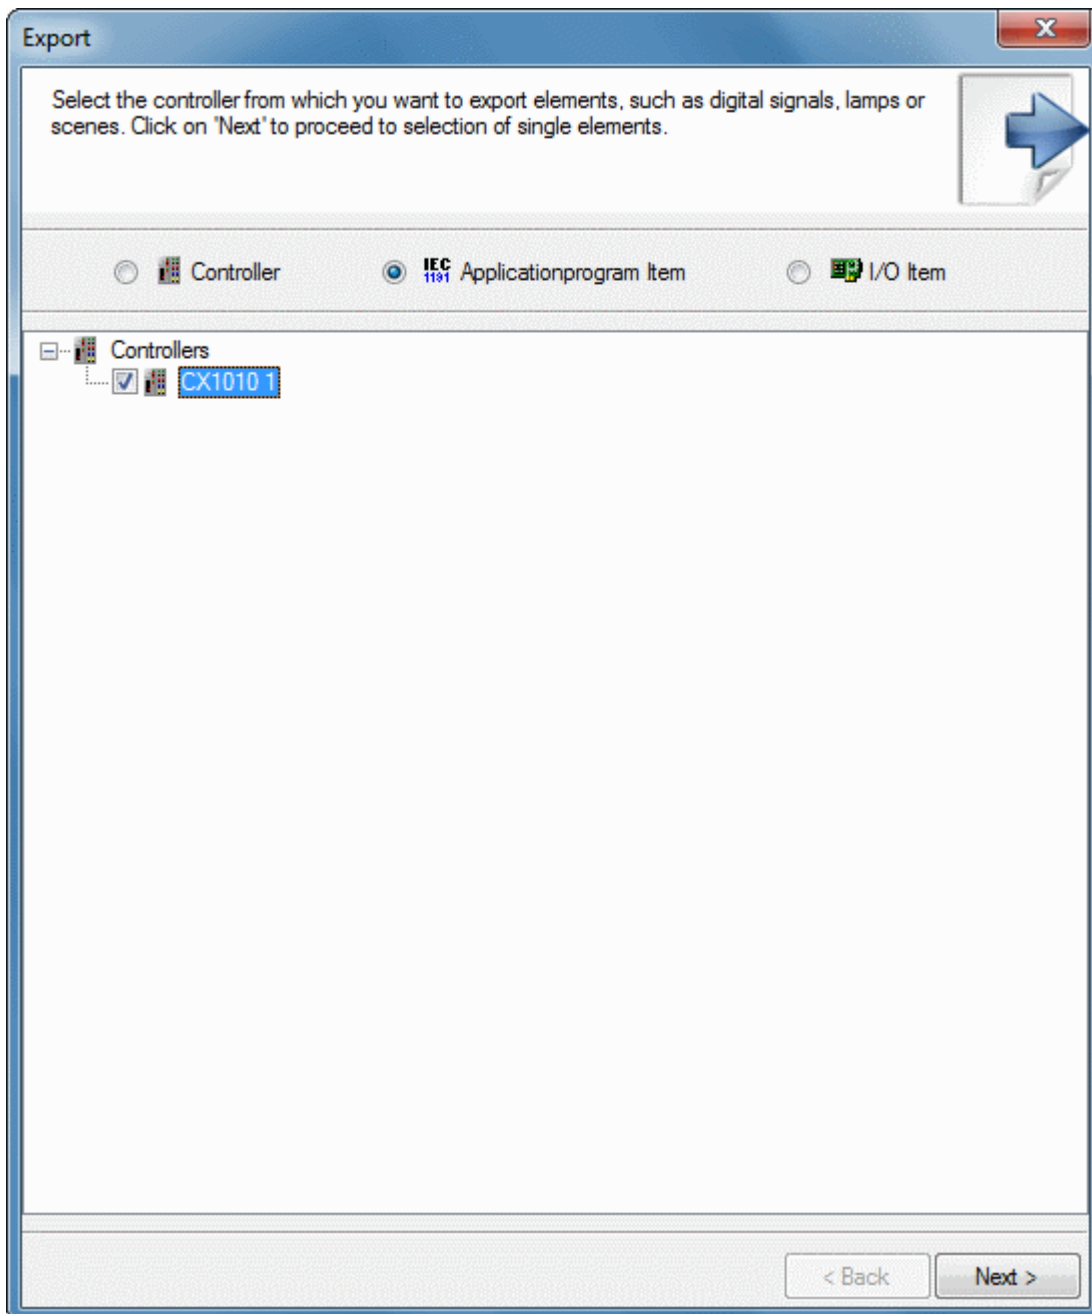 Export
Select the controller from which you want to export elements, such as digital signals, lamps or
scenes. Click on "Next" to proceed to selection of single elements.
Controller
IEC
1131
Applicationprogram Item
I/O Item
Controllers
CX1010 1
< Back
Next >